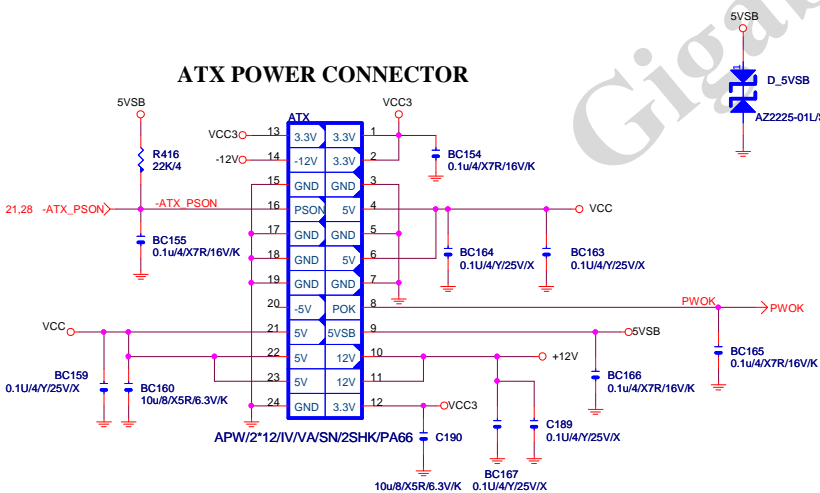 Gigab
5VSB
D_5VSB
AZ2225-01L/S
1
ATX POWER CONNECTOR
5VSB
VCC3
ATX
VCC3 13 3.3V 3.3V 1
R416
22K/4
BC154
0.1u/4/X7R/16V/K
-12V 14 -12V 3.3V 2
15 GND GND 3
21,28 -ATX_PSON -ATX_PSON 16 PSON 5V 4 VCC
17 GND GND 5
BC155
0.1u/4/X7R/16V/K
BC164
0.1U/4/Y/25V/X
BC163
0.1U/4/Y/25V/X
18 GND 5V 6
19 GND GND 7
20 -5V POK 8 PWOK PWOK
VCC 21 5V 5VSB 9 5VSB
22 5V 12V 10 +12V
BC165
0.1u/4/X7R/16V/K
23 5V 12V 11
BC159
0.1U/4/Y/25V/X
BC160
10u/8/X5R/6.3V/K
BC166
0.1u/4/X7R/16V/K
24 GND 3.3V 12 VCC3
APW/2*12/IV/VA/SN/2SHK/PA66
C190
10u/8/X5R/6.3V/K
C189
0.1U/4/Y/25V/X
BC167
0.1U/4/Y/25V/X